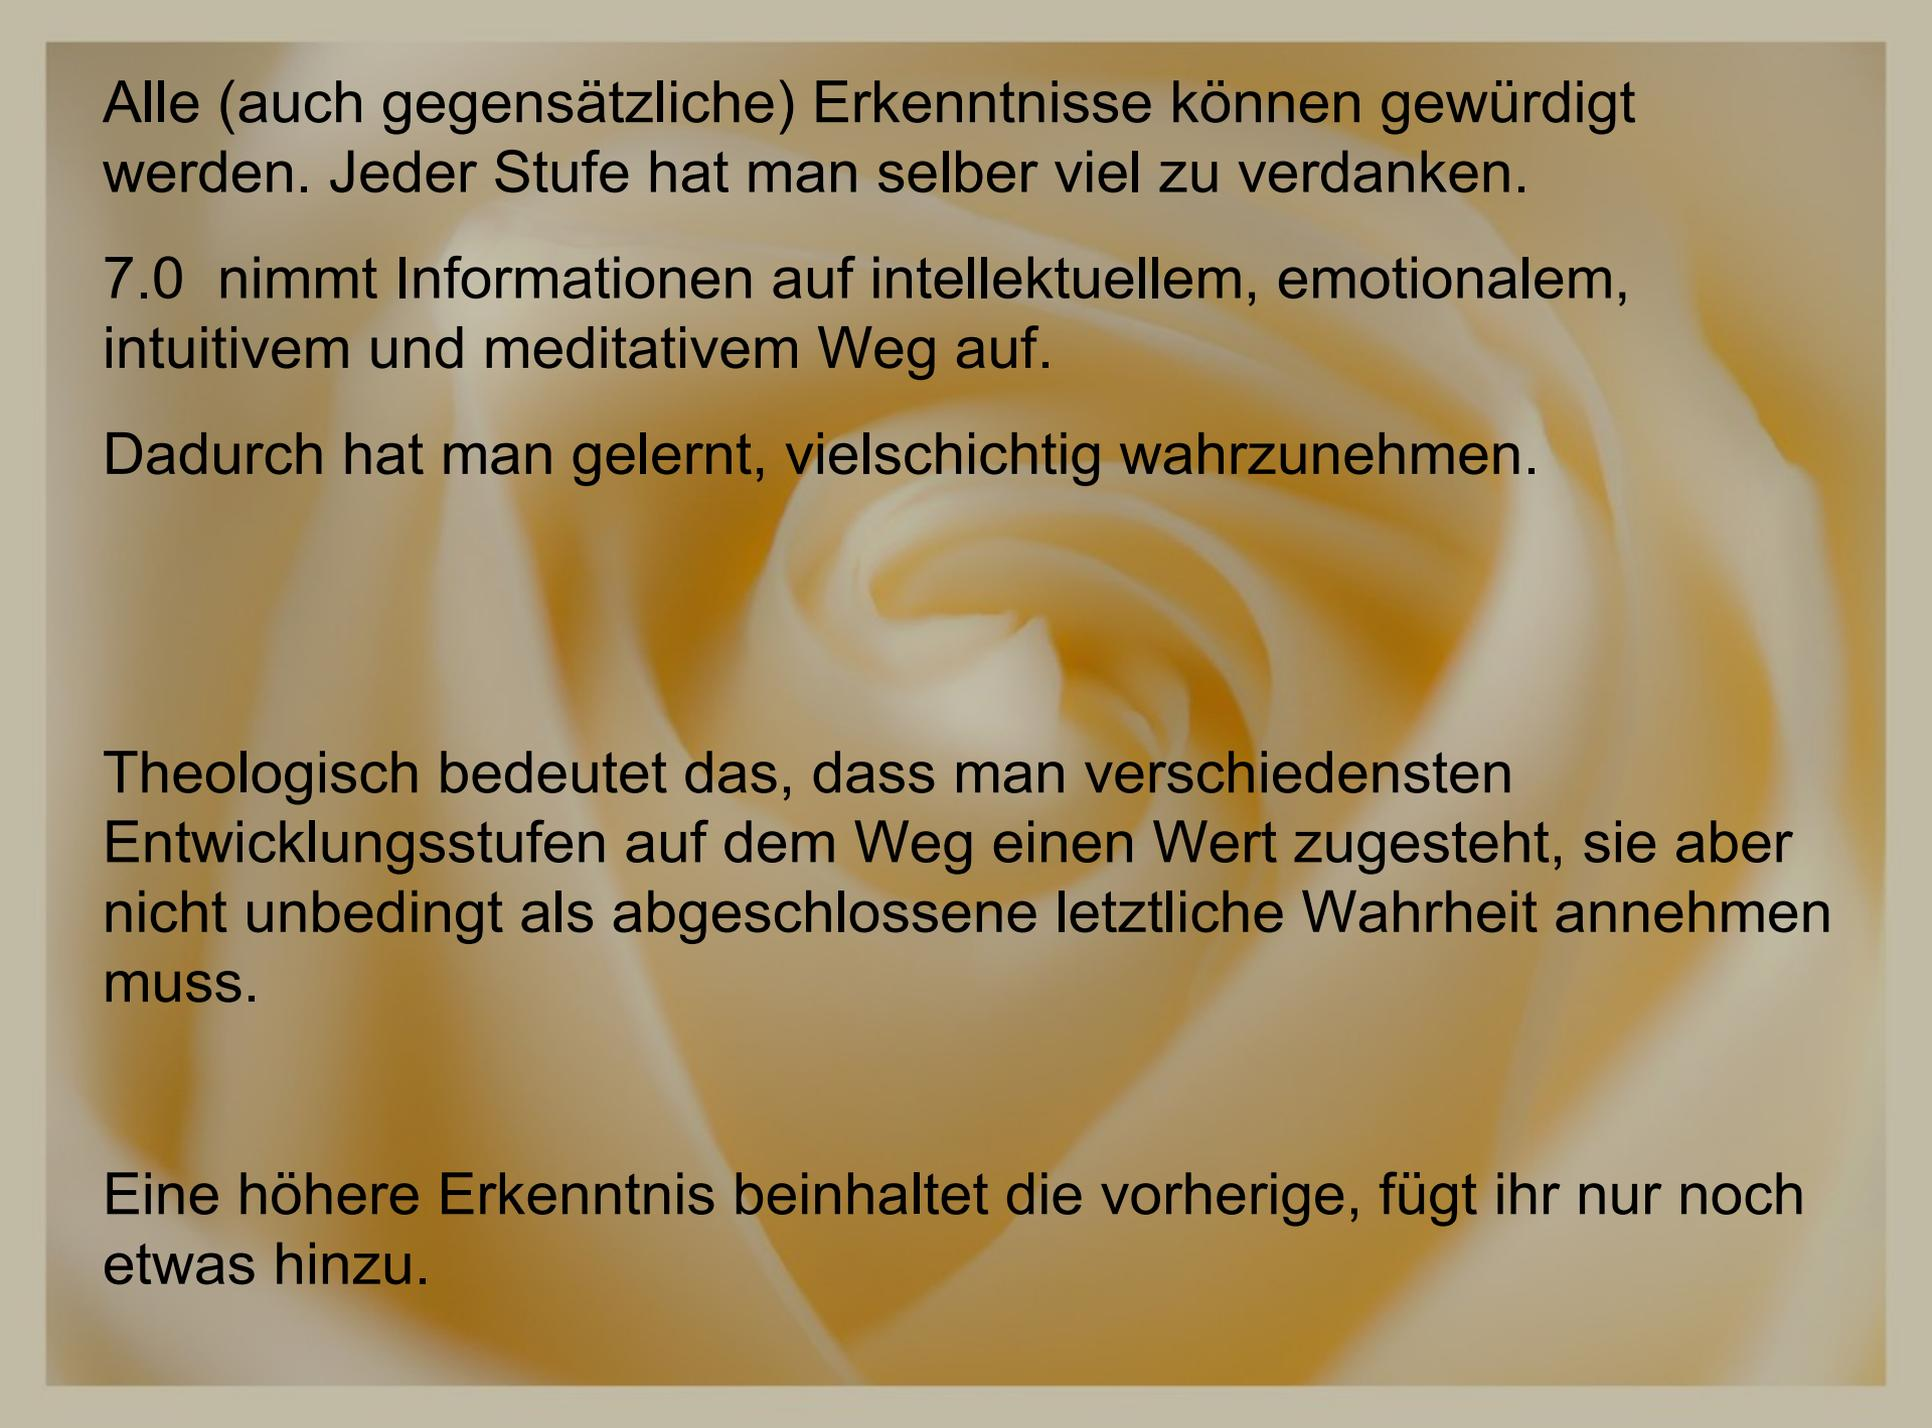 Alle (auch gegensätzliche) Erkenntnisse können gewürdigt
werden. Jeder Stufe hat man selber viel zu verdanken.
7.0  nimmt Informationen auf intellektuellem, emotionalem,
intuitivem und meditativem Weg auf.
Dadurch hat man gelernt, vielschichtig wahrzunehmen.
Theologisch bedeutet das, dass man verschiedensten
Entwicklungsstufen auf dem Weg einen Wert zugesteht, sie aber
nicht unbedingt als abgeschlossene letztliche Wahrheit annehmen
muss.
Eine höhere Erkenntnis beinhaltet die vorherige, fügt ihr nur noch
etwas hinzu.